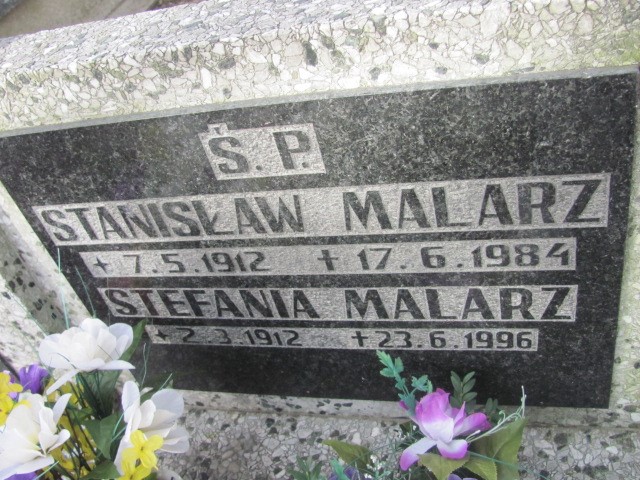 Ś. P.
STANISŁAW MALARZ
+ 7.5.1912 + 17.6.1984
STEFANIA MALARZ
+ 2.3.1912 + 23.6.1996